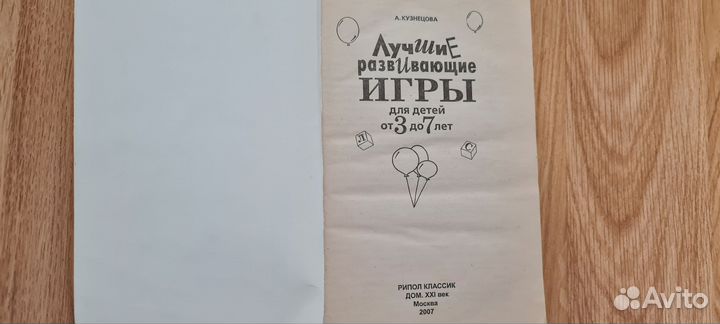 А. КУЗНЕЦОВА
Лучшие
развивающие
ИГРЫ
для детей
от 3 до 7 лет
Л
С
РИПОЛ КЛАССИК
ДОМ. XXI век
Москва
2007
Avito